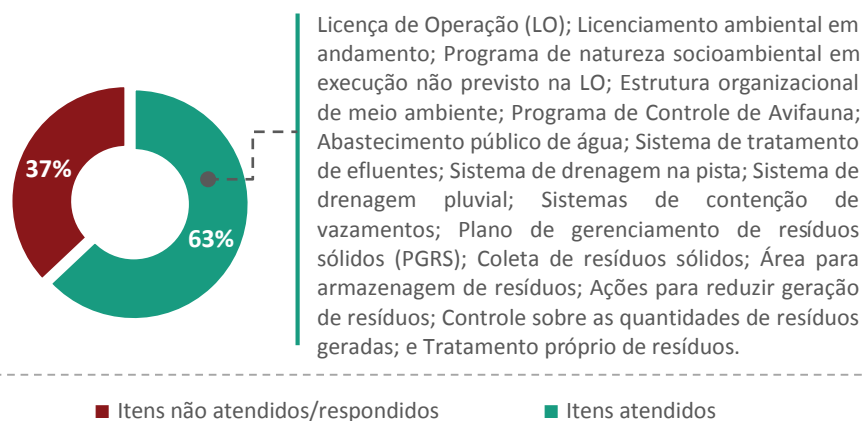 Licença de Operação (LO); Licenciamento ambiental em
andamento; Programa de natureza socioambiental em
execução não previsto na LO; Estrutura organizacional
de meio ambiente; Programa de Controle de Avifauna;
Abastecimento público de água; Sistema de tratamento
de efluentes; Sistema de drenagem na pista; Sistema de
drenagem pluvial; Sistemas de contenção de
vazamentos; Plano de gerenciamento de resíduos
sólidos (PGRS); Coleta de resíduos sólidos; Área para
armazenagem de resíduos; Ações para reduzir geração
de resíduos; Controle sobre as quantidades de resíduos
geradas; e Tratamento próprio de resíduos.
37%
63%
Itens não atendidos/respondidos
Itens atendidos